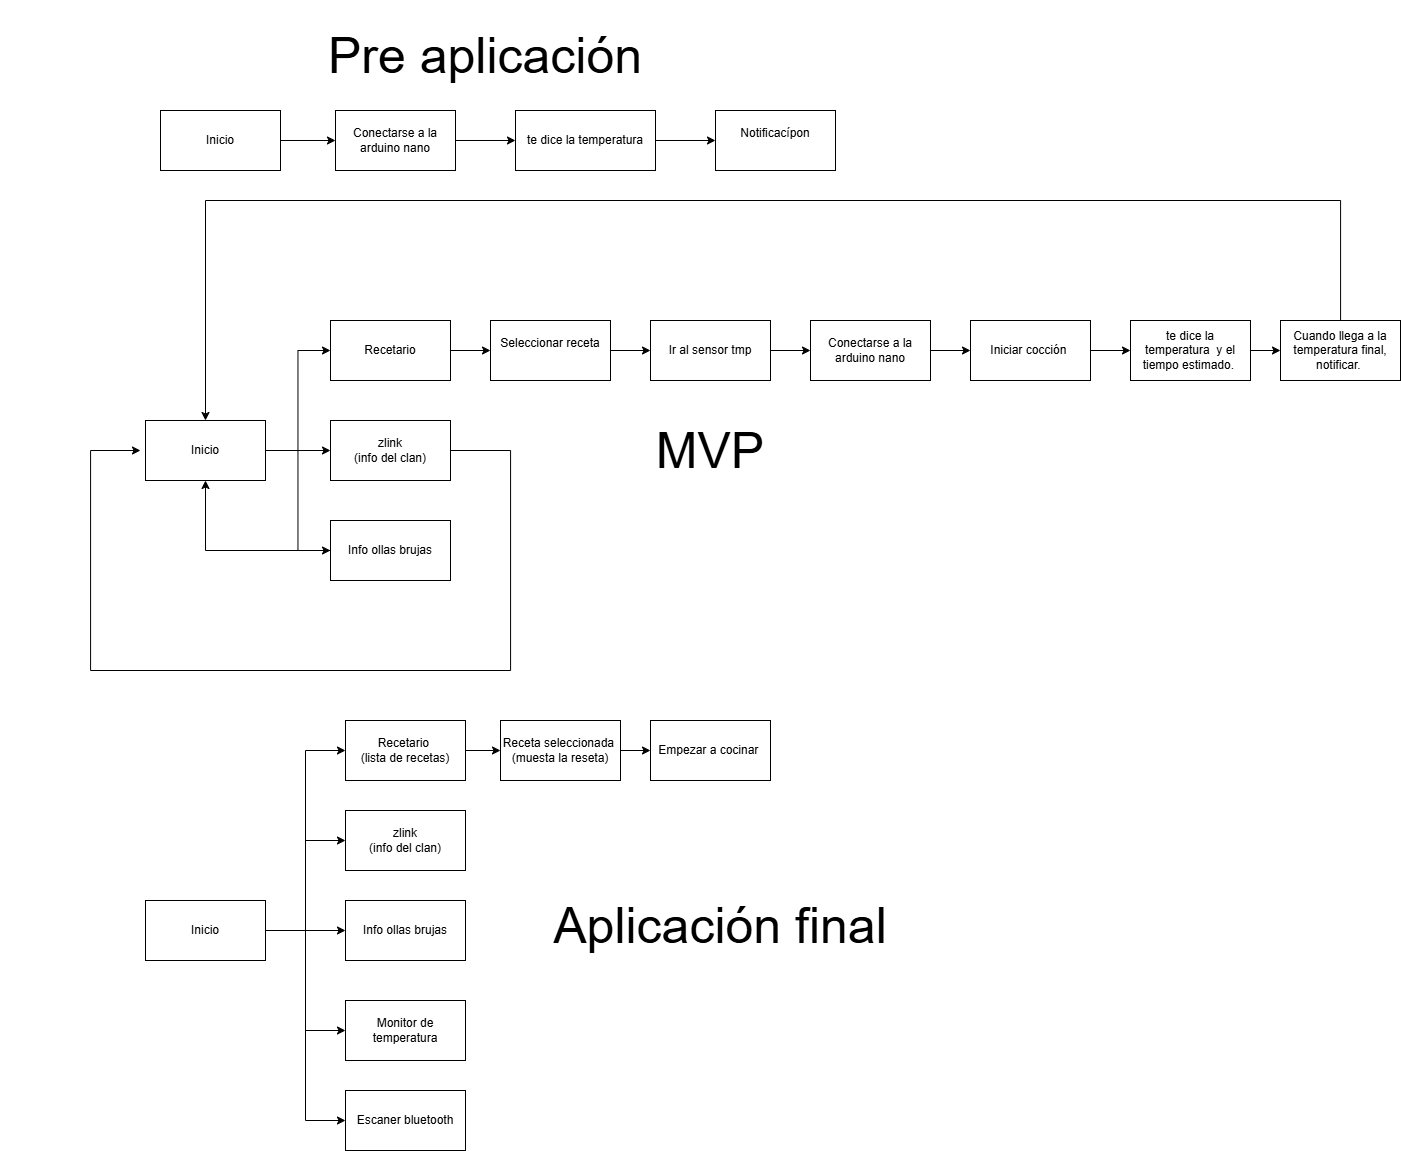 Pre aplicación
Inicio
Conectarse a la
arduino nano
te dice la temperatura
Notificacípon
Recetario
Seleccionar receta
Ir al sensor tmp
Conectarse a la
arduino nano
Iniciar cocción
te dice la
temperatura y el
tiempo estimado.
Cuando llega a la
temperatura final,
notificar.
Inicio
zlink
(info del clan)
MVP
Info ollas brujas
Recetario
(lista de recetas)
Receta seleccionada
(muesta la reseta)
Empezar a cocinar
zlink
(info del clan)
Inicio
Info ollas brujas
Aplicación final
Monitor de
temperatura
Escaner bluetooth